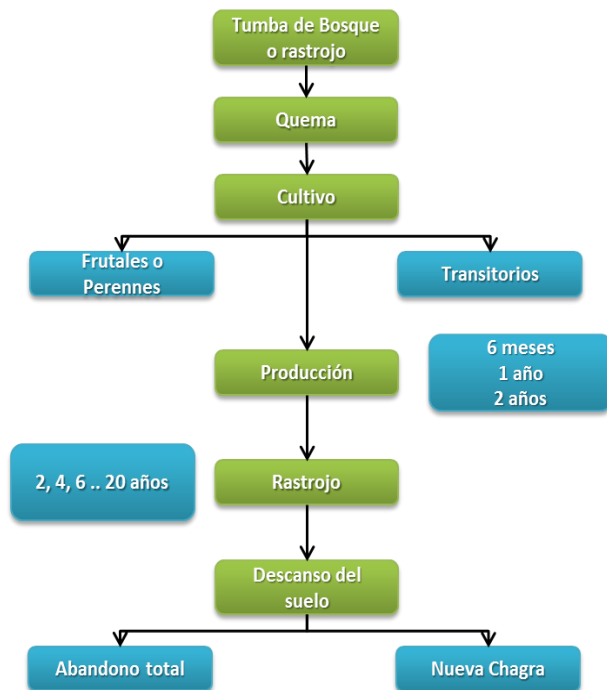 Tumba de Bosque
o rastrojo
Quema
Cultivo
Frutales o
Perennes
Transitorios
6 meses
1 año
2 años
Producción
2, 4, 6 .. 20 años
Rastrojo
Descanso del
suelo
Abandono total
Nueva Chagra